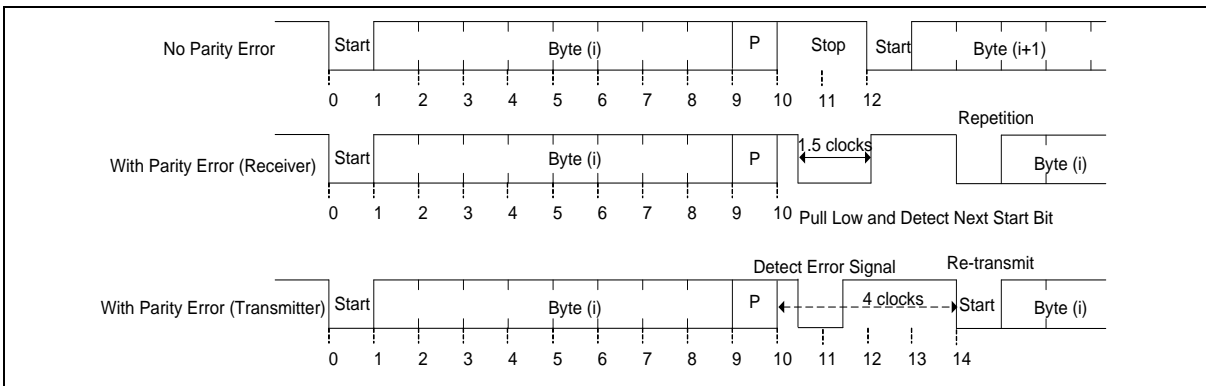 No Parity Error Start Byte (i) P Stop Start Byte (i+1)
0 1 2 3 4 5 6 7 8 9 10 11 12
Repetition
With Parity Error (Receiver) Start Byte (i) P 1.5 clocks Byte (i)
0 1 2 3 4 5 6 7 8 9 10 Pull Low and Detect Next Start Bit
Detect Error Signal Re-transmit
With Parity Error (Transmitter) Start Byte (i) P 4 clocks Start Byte (i)
0 1 2 3 4 5 6 7 8 9 10 11 12 13 14